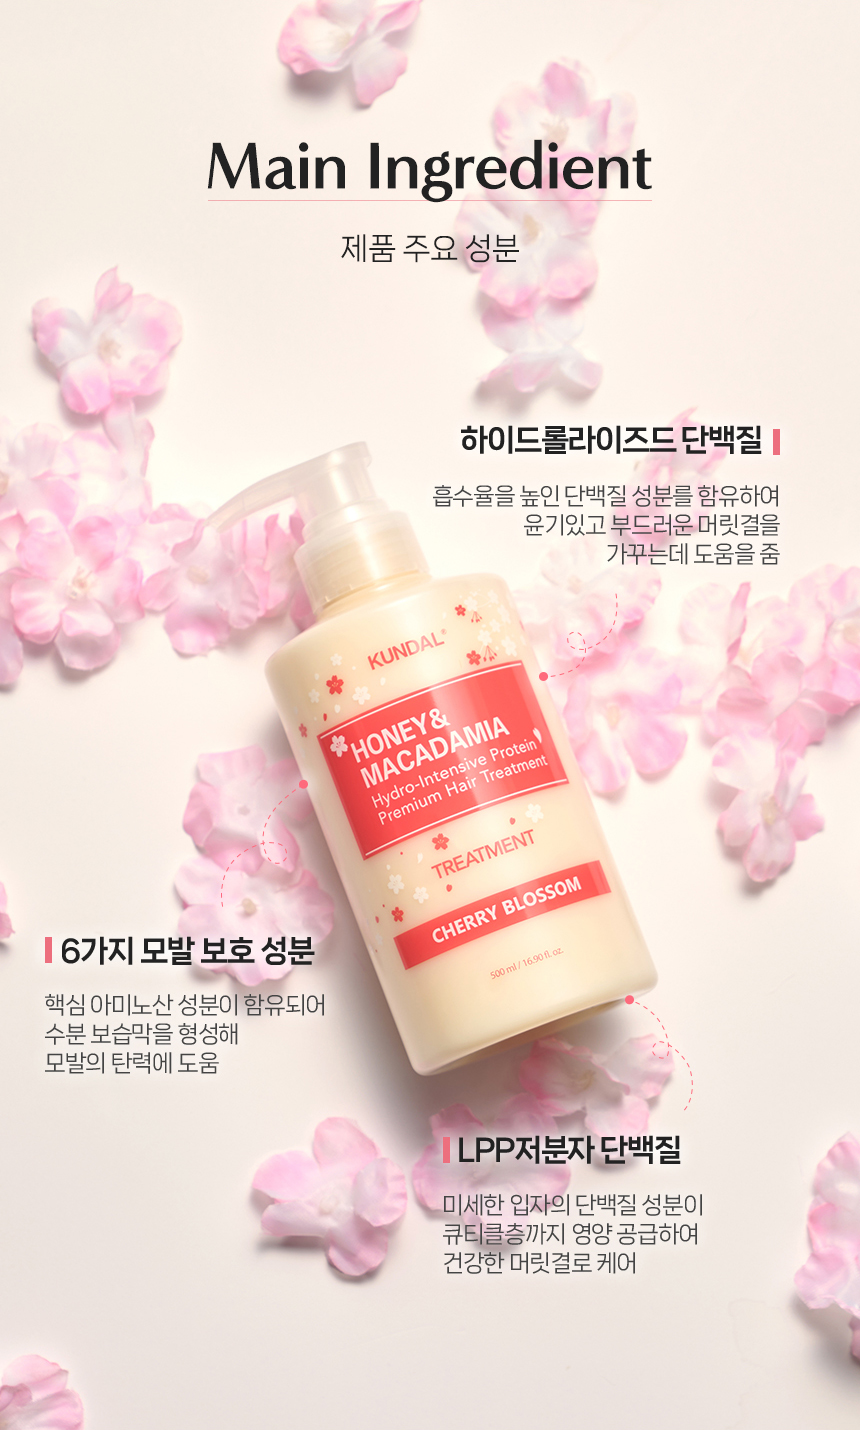 Main Ingredient
제품 주요 성분
하이드롤라이즈드 단백질
흡수율을 높인 단백질 성분를 함유하여
윤기있고 부드러운 머릿결을
가꾸는데 도움을 줌
KUNDAL®
HONEY&
MACADAMIA
Hydro-Intensive Protein
Premium Hair Treatment
TREATMENT
CHERRY BLOSSOM
500 ml / 16.90 fl. oz.
6가지 모발 보호 성분
핵심 아미노산 성분이 함유되어
수분 보습막을 형성해
모발의 탄력에 도움
LPP저분자 단백질
미세한 입자의 단백질 성분이
큐티클층까지 영양 공급하여
건강한 머릿결로 케어